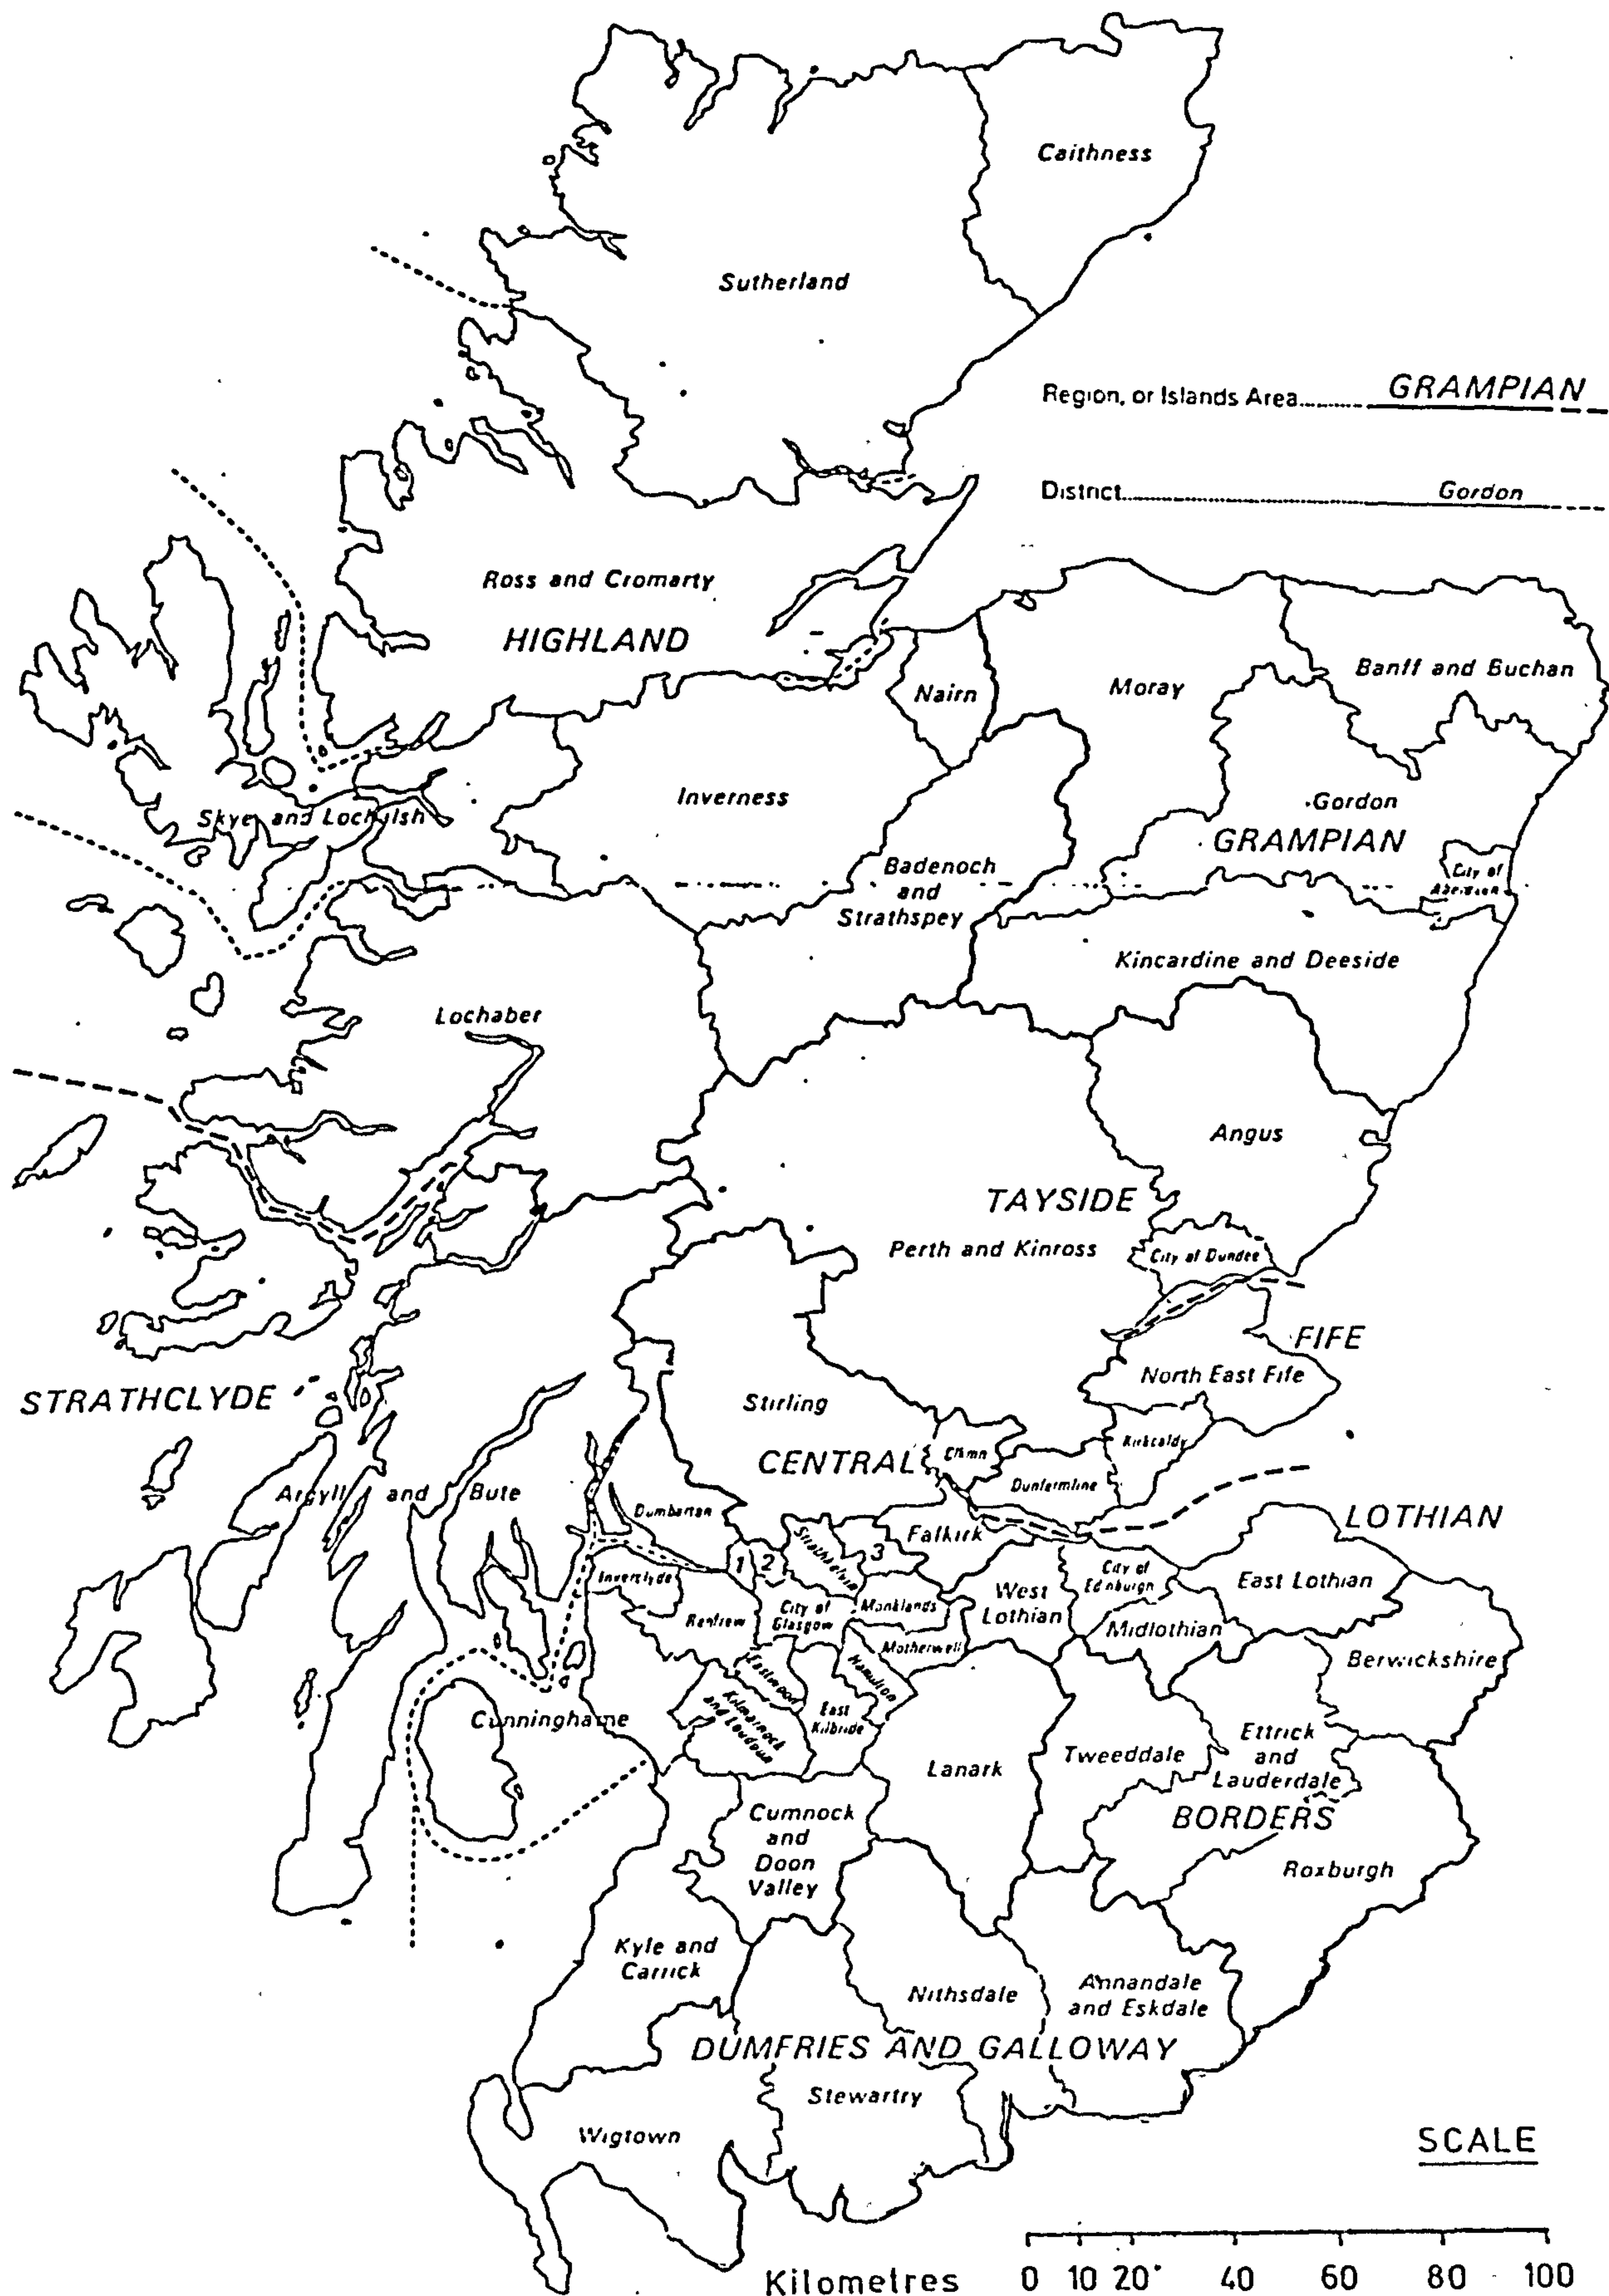 Caithness
Sutherland
Region, or Islands Area GRAMPIAN
District Gordon
Ross and Cromarty
HIGHLAND
Nairn
Moray
Banff and Buchan
Inverness
Gordon
GRAMPIAN
Skye and Lochalsh
Badenoch
and
Strathspey
City of
Aberdeen
Kincardine and Deeside
Lochaber
Angus
TAYSIDE
Perth and Kinross
City of Dundee
FIFE
North East Fife
STRATHCLYDE
Stirling
CENTRAL
Clkmn
Kirkcaldy
Dunfermline
Argyll and Bute
Dumbarton
Falkirk
LOTHIAN
1
2
Strathkelvin
3
Inverclyde
Renfrew
City of
Glasgow
Monklands
Motherwell
West
Lothian
City of
Edinburgh
Midlothian
East Lothian
Berwickshire
Eastwood
Hamilton
East
Kilbride
Kilmarnock
and Loudoun
Cunninghame
Lanark
Tweeddale
Ettrick
and
Lauderdale
BORDERS
Roxburgh
Cumnock
and
Doon
Valley
Kyle and
Carrick
Nithsdale
Annandale
and Eskdale
DUMFRIES AND GALLOWAY
Stewartry
Wigtown
SCALE
Kilometres 0 10 20 40 60 80 100